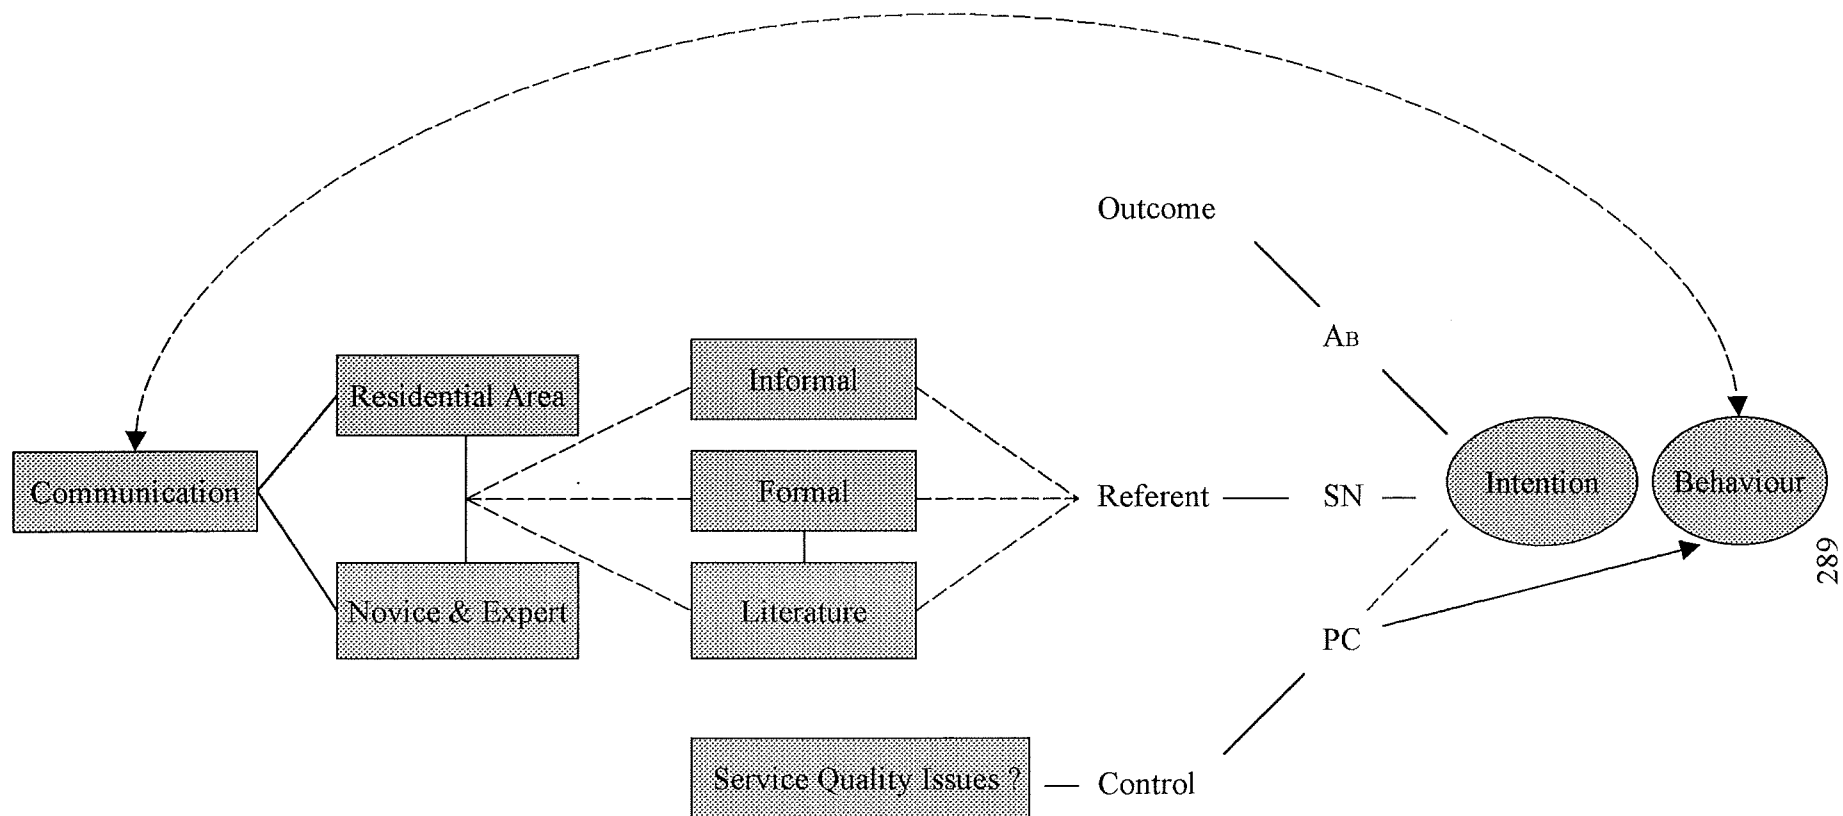 Outcome
AB
Informal
Residential Area
Communication
Formal
Referent
SN
Intention
Behaviour
Novice & Expert
Literature
PC
Service Quality Issues ?
Control
289